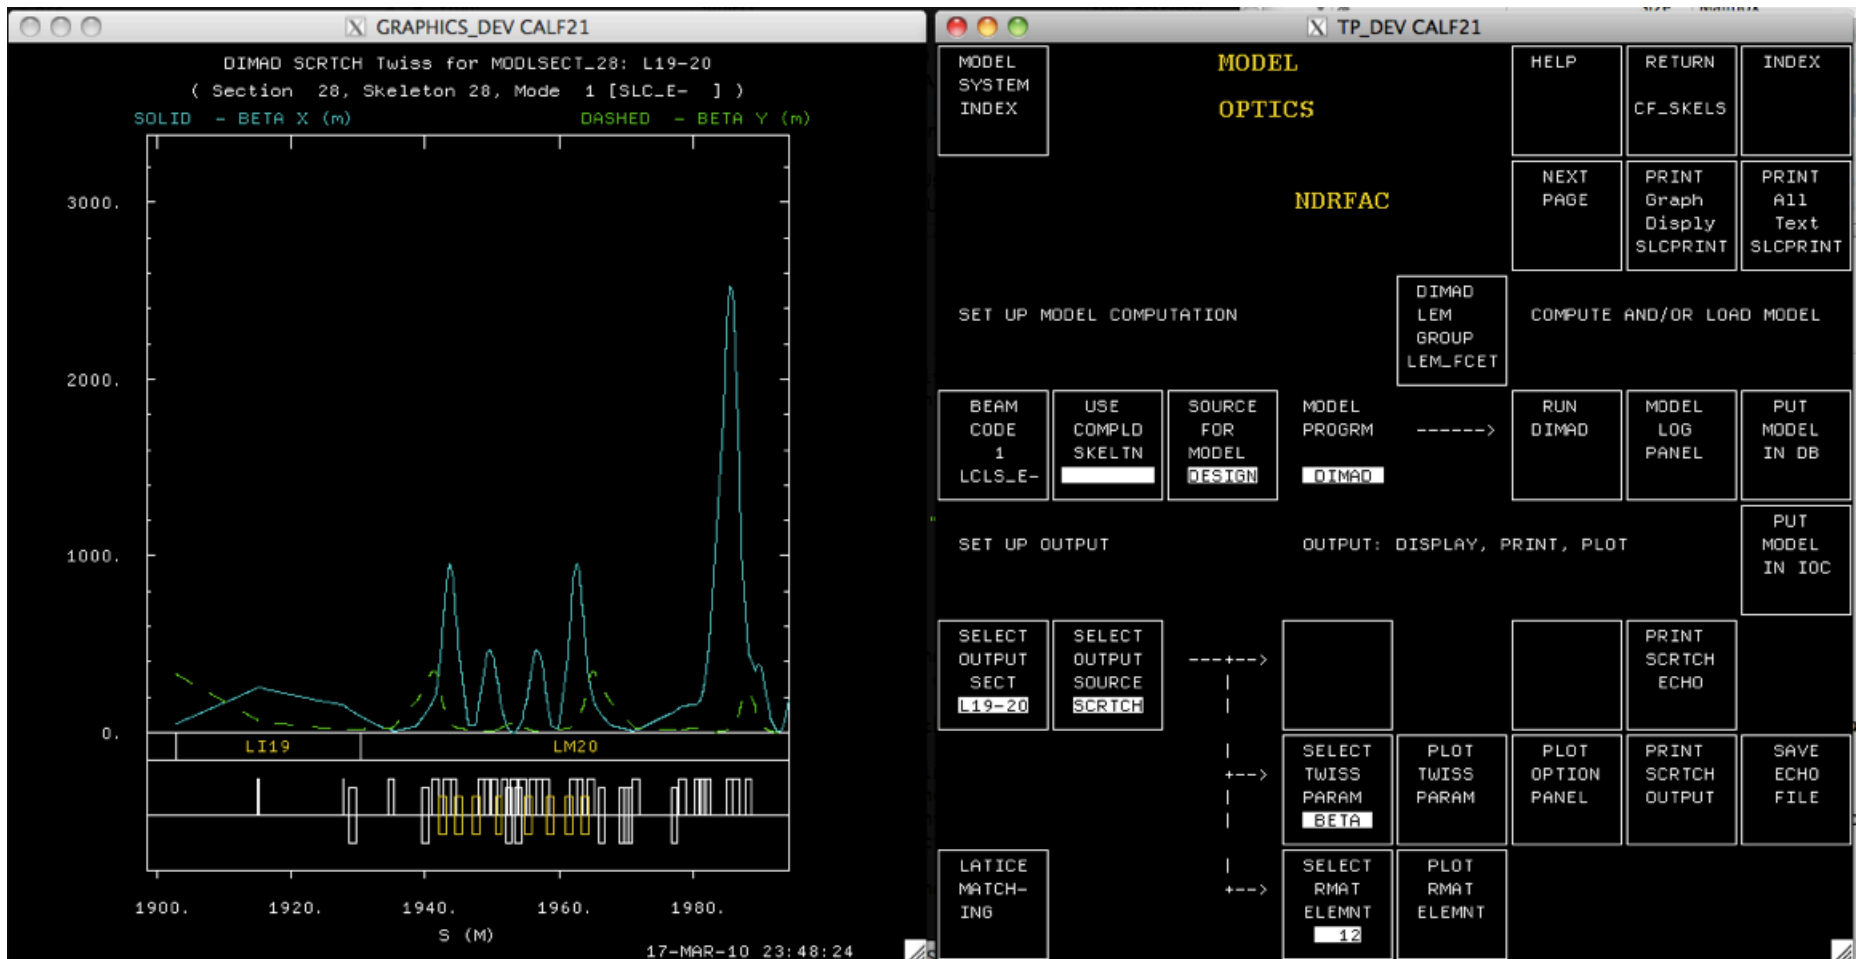 GRAPHICS_DEV CALF21
DIMAD SCRTCH Twiss for MODLSECT_28: L19-20
( Section 28, Skeleton 28, Mode 1 [SLC_E- ] )
SOLID - BETA X (m)
DASHED - BETA Y (m)
3000.
2000.
1000.
0.
LI19
LM20
1900.
1920.
1940.
1960.
1980.
S (M)
17-MAR-10 23:48:24
TP_DEV CALF21
MODEL
SYSTEM
INDEX
MODEL
OPTICS
HELP
RETURN
CF_SKELS
INDEX
NDRFAC
NEXT
PAGE
PRINT
Graph
Disply
SLCPRINT
PRINT
All
Text
SLCPRINT
SET UP MODEL COMPUTATION
DIMAD
LEM
GROUP
LEM_FCET
COMPUTE AND/OR LOAD MODEL
BEAM
CODE
1
LCLS_E-
USE
COMPLD
SKELTN
SOURCE
FOR
MODEL
DESIGN
MODEL
PROGRM
DIMAD
------>
RUN
DIMAD
MODEL
LOG
PANEL
PUT
MODEL
IN DB
SET UP OUTPUT
OUTPUT: DISPLAY, PRINT, PLOT
PUT
MODEL
IN IOC
SELECT
OUTPUT
SECT
L19-20
SELECT
OUTPUT
SOURCE
SCRTCH
---+-->
PRINT
SCRTCH
ECHO
+-->
SELECT
TWISS
PARAM
BETA
PLOT
TWISS
PARAM
PLOT
OPTION
PANEL
PRINT
SCRTCH
OUTPUT
SAVE
ECHO
FILE
LATICE
MATCH-
ING
+-->
SELECT
RMAT
ELEMNT
12
PLOT
RMAT
ELEMNT